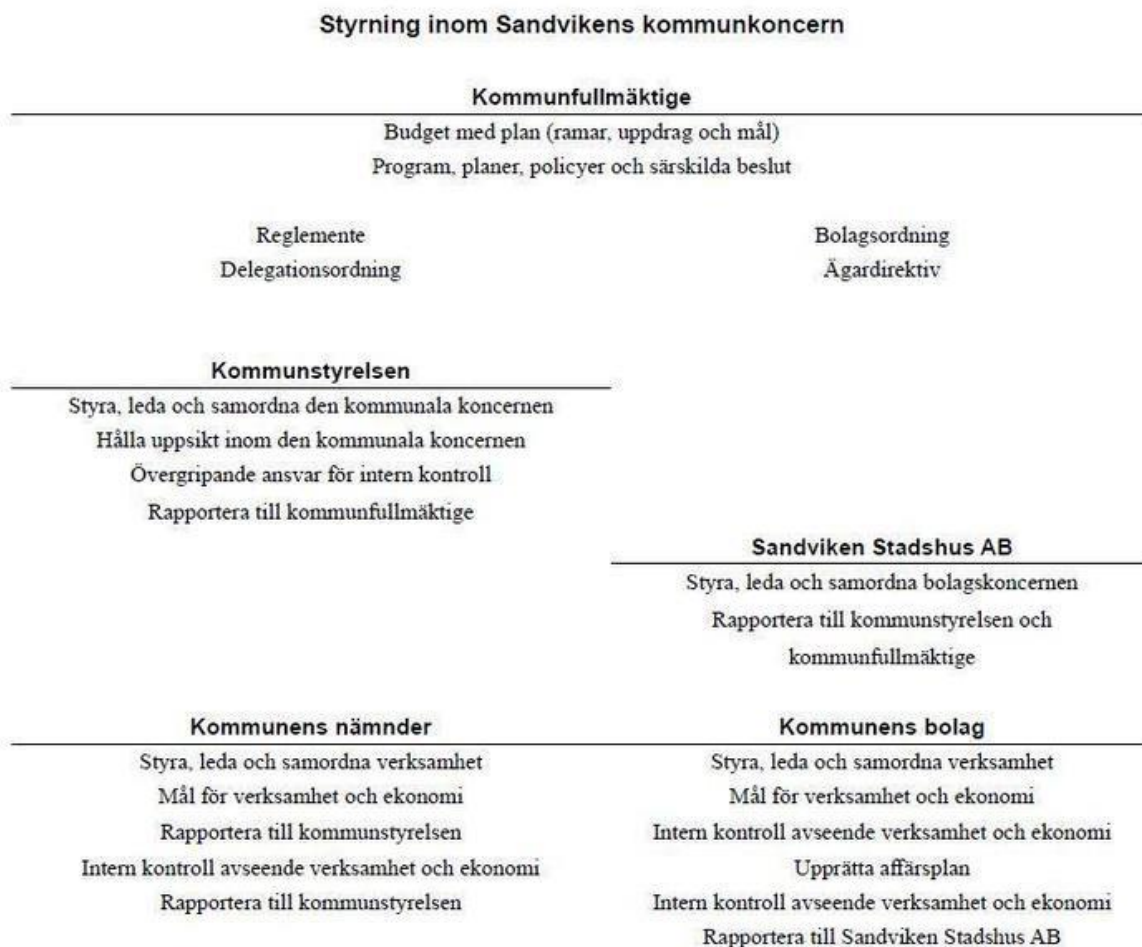 Styrning inom Sandvikens kommunkoncern
Kommunfullmäktige
Budget med plan (ramar, uppdrag och mål)
Program, planer, policyer och särskilda beslut
Reglemente
Delegationsordning
Bolagsordning
Ägardirektiv
Kommunstyrelsen
Styra, leda och samordna den kommunala koncernen
Hålla uppsikt inom den kommunala koncernen
Övergripande ansvar för intern kontroll
Rapportera till kommunfullmäktige
Sandviken Stadshus AB
Styra, leda och samordna bolagskoncernen
Rapportera till kommunstyrelsen och
kommunfullmäktige
Kommunens nämnder
Styra, leda och samordna verksamhet
Mål för verksamhet och ekonomi
Rapportera till kommunstyrelsen
Intern kontroll avseende verksamhet och ekonomi
Rapportera till kommunstyrelsen
Kommunens bolag
Styra, leda och samordna verksamhet
Mål för verksamhet och ekonomi
Intern kontroll avseende verksamhet och ekonomi
Upprätta affärsplan
Intern kontroll avseende verksamhet och ekonomi
Rapportera till Sandviken Stadshus AB